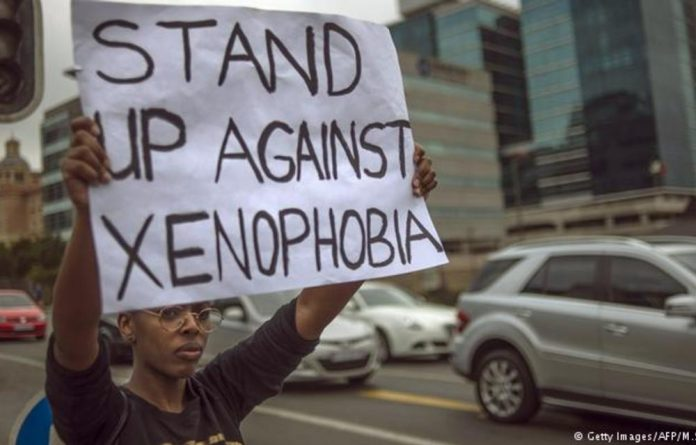 STAND
UP AGAINST
XENOPHOBIA
© Getty Images/AFP/M.